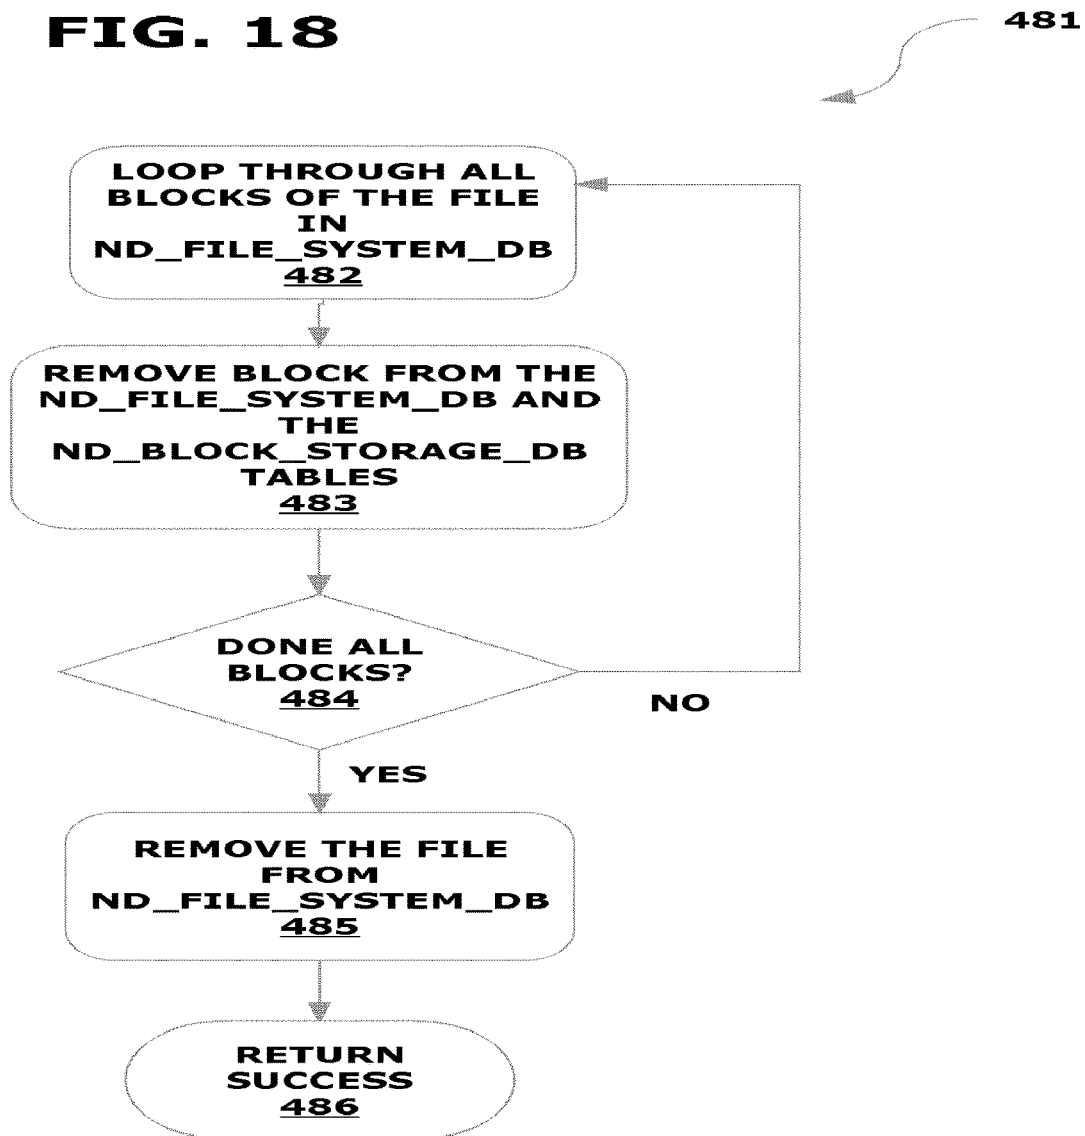 FIG. 18
481
LOOP THROUGH ALL
BLOCKS OF THE FILE
IN
ND_FILE_SYSTEM_DB
482
REMOVE BLOCK FROM THE
ND_FILE_SYSTEM_DB AND
THE
ND_BLOCK_STORAGE_DB
TABLES
483
DONE ALL
BLOCKS?
484
NO
YES
REMOVE THE FILE
FROM
ND_FILE_SYSTEM_DB
485
RETURN
SUCCESS
486